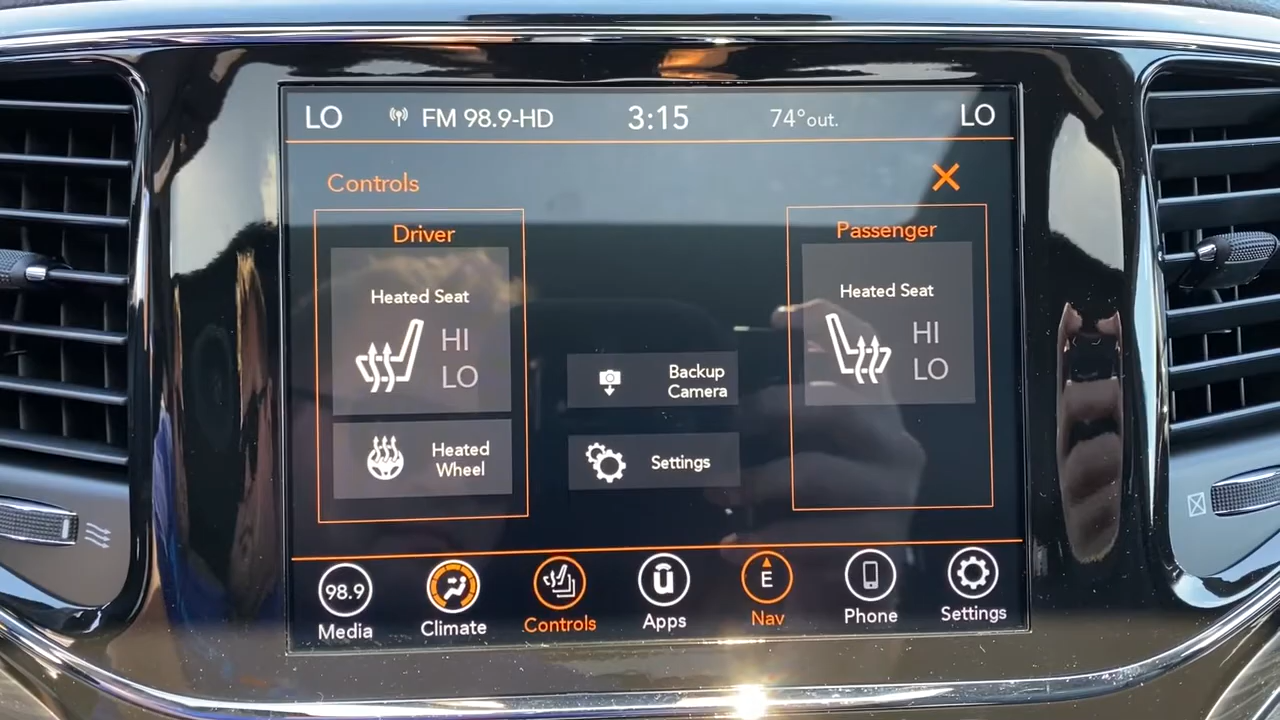 LO FM 98.9-HD 3:15 74°out. LO
Controls
Driver
Heated Seat
HI
LO
Heated
Wheel
Backup
Camera
Settings
Passenger
Heated Seat
HI
LO
98.9
Media
Climate
Controls
Apps
E
Nav
Phone
Settings